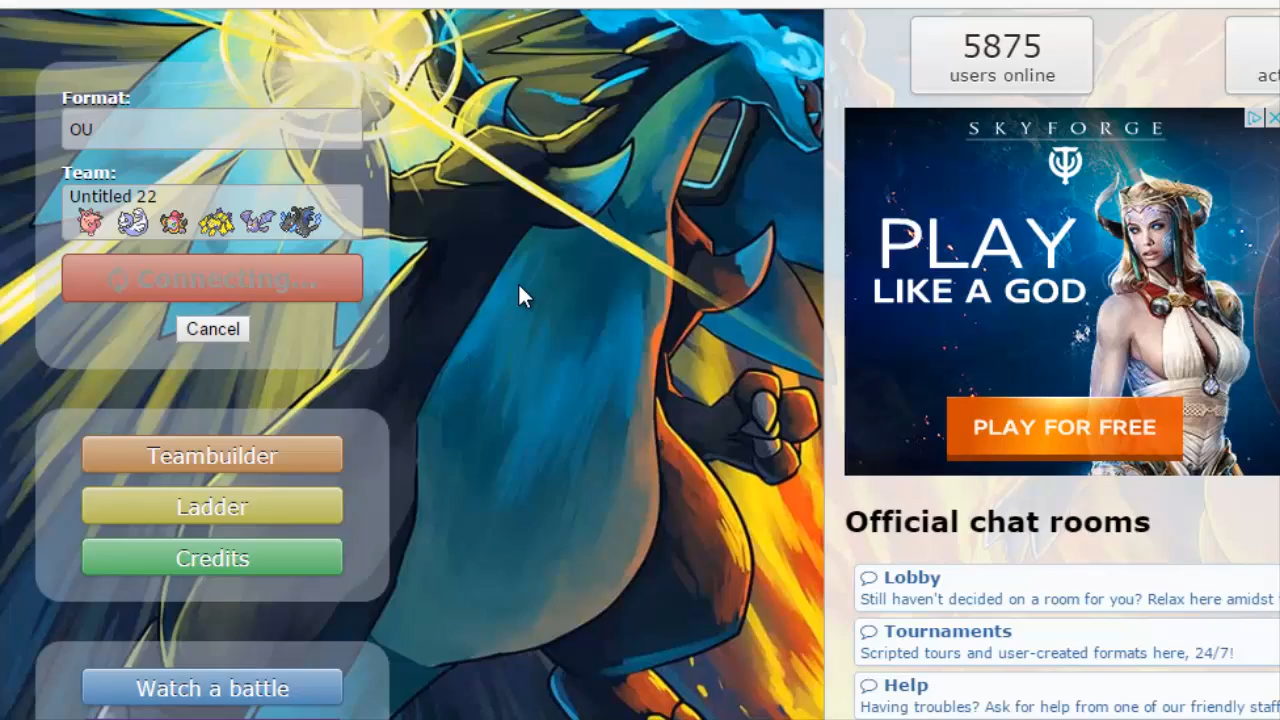 Format:
OU
Team:
Untitled 22
Connecting...
Cancel
Teambuilder
Ladder
Credits
Watch a battle
5875
users online
SKYFORGE
PLAY
LIKE A GOD
PLAY FOR FREE
Official chat rooms
Lobby
Still haven't decided on a room for you? Relax here amidst
Tournaments
Scripted tours and user-created formats here, 24/7!
Help
Having troubles? Ask for help from one of our friendly staff